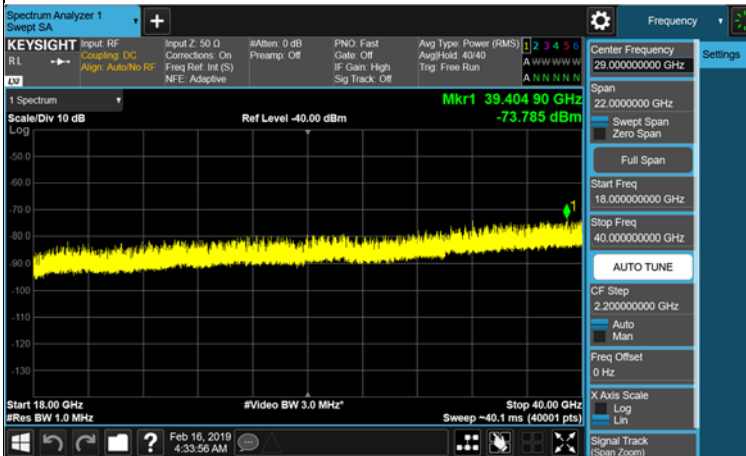 Spectrum Analyzer 1
Swept SA
Frequency
KEYSIGHT
RL
LXI
Input: RF
Coupling: DC
Align: Auto/No RF
Input Z: 50 Ω
Corrections: On
Freq Ref: Int (S)
NFE: Adaptive
#Atten: 0 dB
Preamp: Off
PNO: Fast
Gate: Off
IF Gain: High
Sig Track: Off
Avg Type: Power (RMS)
Avg|Hold: 40/40
Trig: Free Run
1 2 3 4 5 6
A W W W W W
A N N N N N
1 Spectrum
Scale/Div 10 dB
Ref Level -40.00 dBm
Mkr1 39.404 90 GHz
-73.785 dBm
Log
-50.0
-60.0
-70.0
-80.0
-90.0
-100
-110
-120
-130
1
Start 18.00 GHz
#Res BW 1.0 MHz
#Video BW 3.0 MHz*
Stop 40.00 GHz
Sweep ~40.1 ms (40001 pts)
?
Feb 16, 2019
4:33:56 AM
Center Frequency
29.000000000 GHz
Settings
Span
22.0000000 GHz
Swept Span
Zero Span
Full Span
Start Freq
18.000000000 GHz
Stop Freq
40.000000000 GHz
AUTO TUNE
CF Step
2.200000000 GHz
Auto
Man
Freq Offset
0 Hz
X Axis Scale
Log
Lin
Signal Track
(Span Zoom)